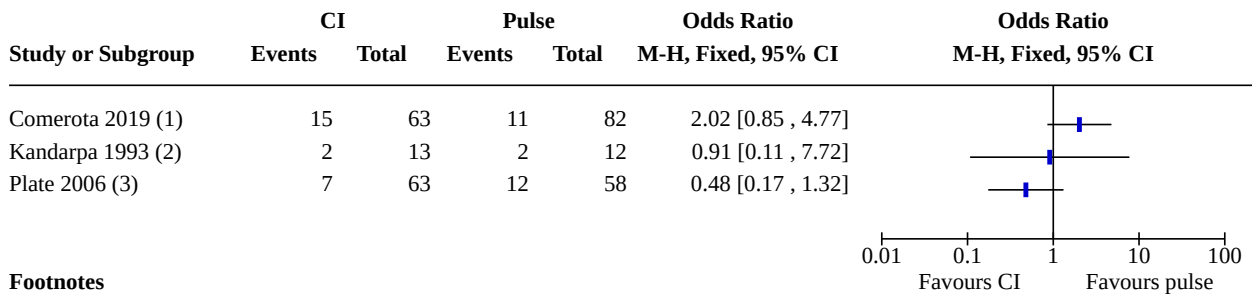 CI Pulse Odds Ratio Odds Ratio
Study or Subgroup Events Total Events Total M-H, Fixed, 95% CI M-H, Fixed, 95% CI
Comerota 2019 (1) 15 63 11 82 2.02 [0.85 , 4.77]
Kandarpa 1993 (2) 2 13 2 12 0.91 [0.11 , 7.72]
Plate 2006 (3) 7 63 12 58 0.48 [0.17 , 1.32]
0.01 0.1 1 10 100
Footnotes Favours CI Favours pulse